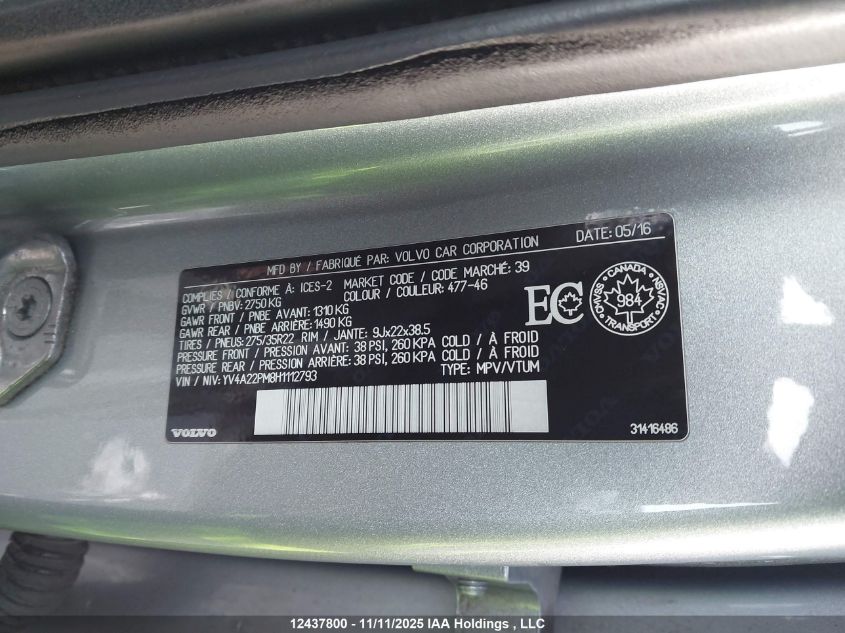 MFD BY / FABRIQUÉ PAR: VOLVO CAR CORPORATION DATE: 05/16
COMPLIES / CONFORME À: ICES-2 MARKET CODE / CODE MARCHÉ: 39
GVWR / PNBV: 2750 KG COLOUR / COULEUR: 477-46
GAWR FRONT / PNBE AVANT: 1310 KG
GAWR REAR / PNBE ARRIÈRE: 1490 KG
TIRES / PNEUS: 275/35R22 RIM / JANTE: 9Jx22x38.5
PRESSURE FRONT / PRESSION AVANT: 38 PSI, 260 KPA COLD / À FROID
PRESSURE REAR / PRESSION ARRIÈRE: 38 PSI, 260 KPA COLD / À FROID
VIN / NIV: YV4A22PM8H1112793 TYPE: MPV/VTUM
EC
CANADA
SVMAC
NSVAC
984
TRANSPORT
VOLVO
31416486
12437800 - 11/11/2025 IAA Holdings , LLC